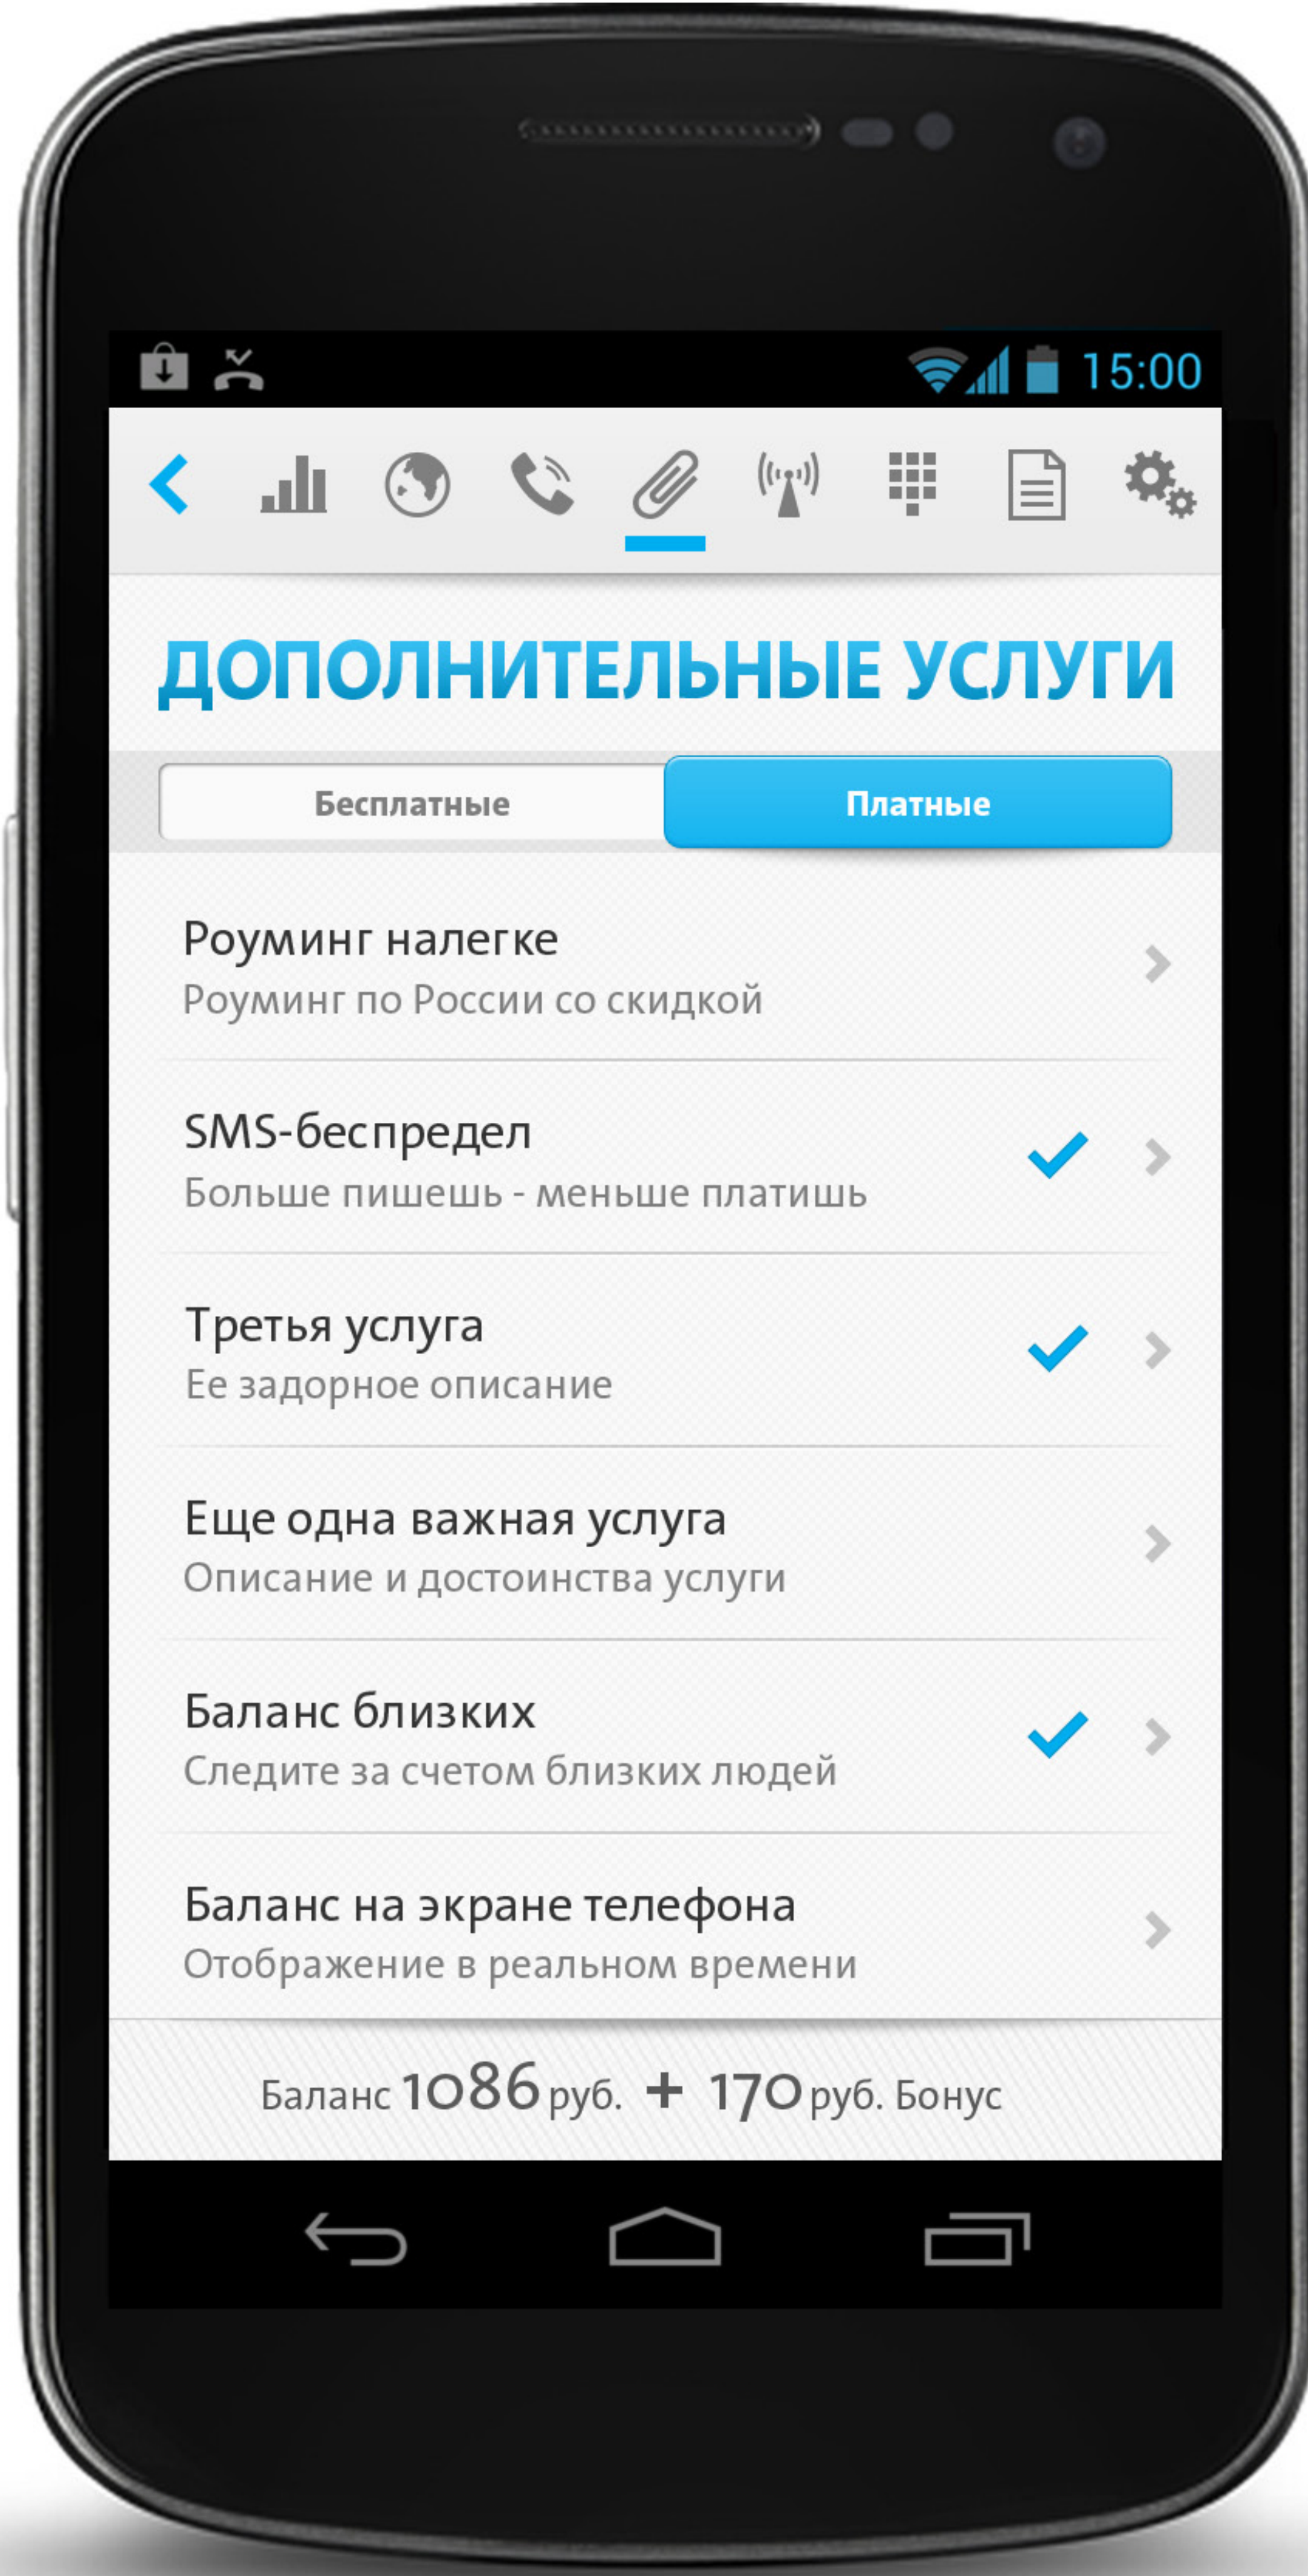 15:00
ДОПОЛНИТЕЛЬНЫЕ УСЛУГИ
Бесплатные Платные
Роуминг налегке
Роуминг по России со скидкой
SMS-беспредел
Больше пишешь - меньше платишь
Третья услуга
Ее задорное описание
Еще одна важная услуга
Описание и достоинства услуги
Баланс близких
Следите за счетом близких людей
Баланс на экране телефона
Отображение в реальном времени
Баланс 1086 руб. + 170 руб. Бонус